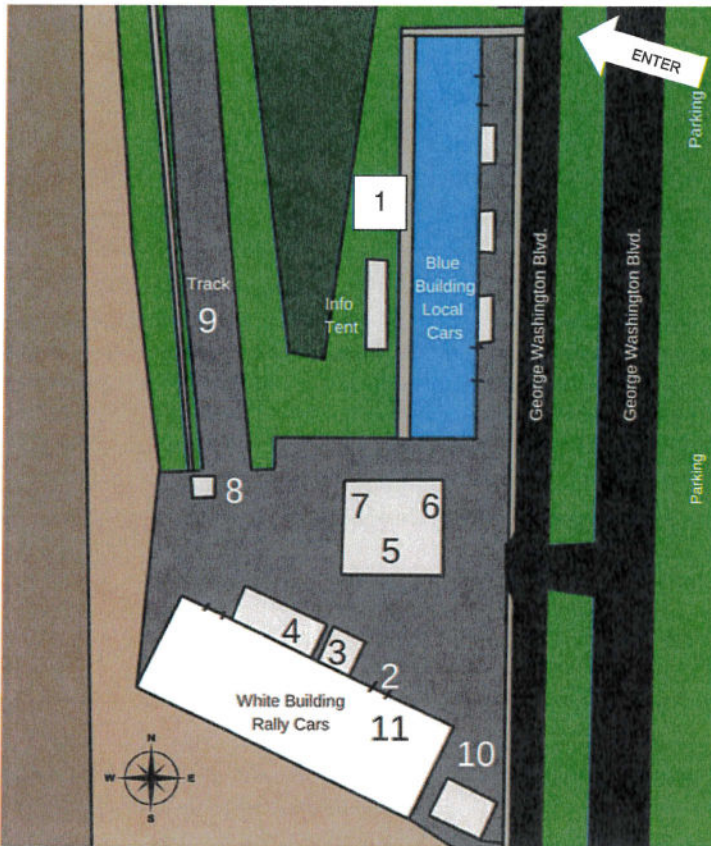 ENTER
Parking
1
Blue
Building
Local
Cars
George Washington Blvd.
George Washington Blvd.
Track
9
Info
Tent
Parking
8
7
6
5
4
3
2
White Building
Rally Cars
11
10
N
W
E
S